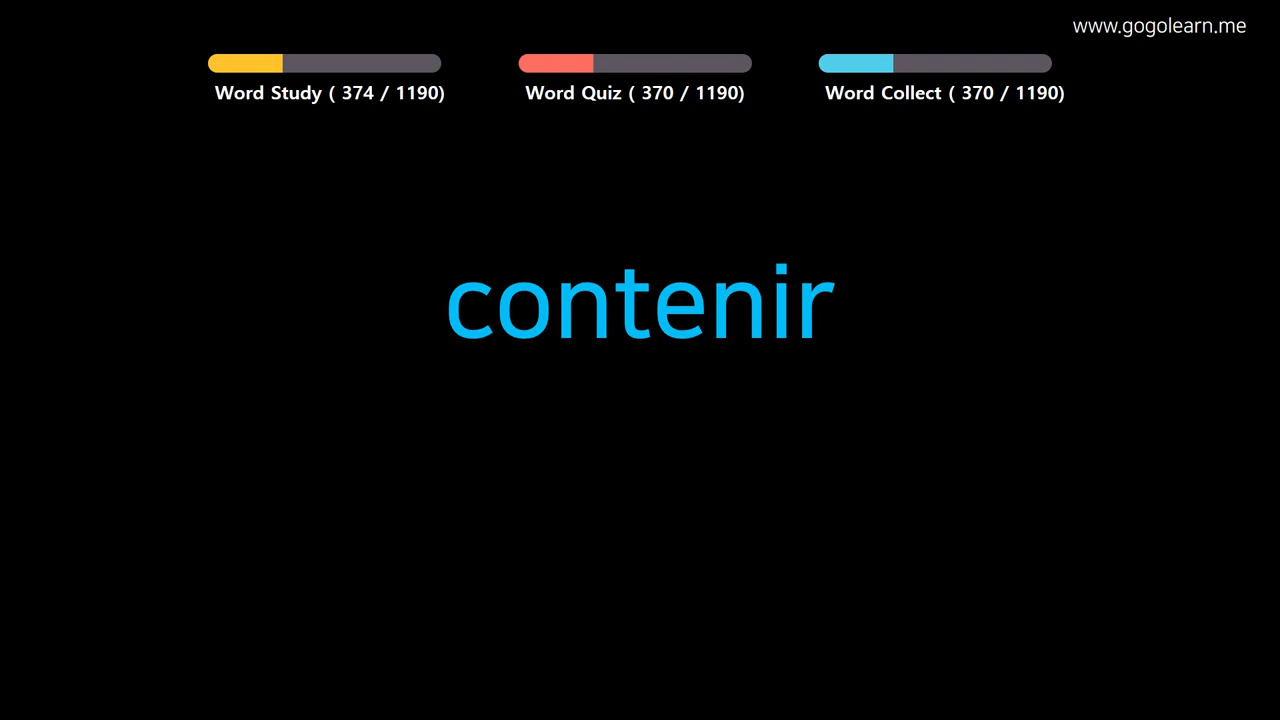 www.gogolearn.me
Word Study ( 374 / 1190)
Word Quiz ( 370 / 1190)
Word Collect ( 370 / 1190)
contenir